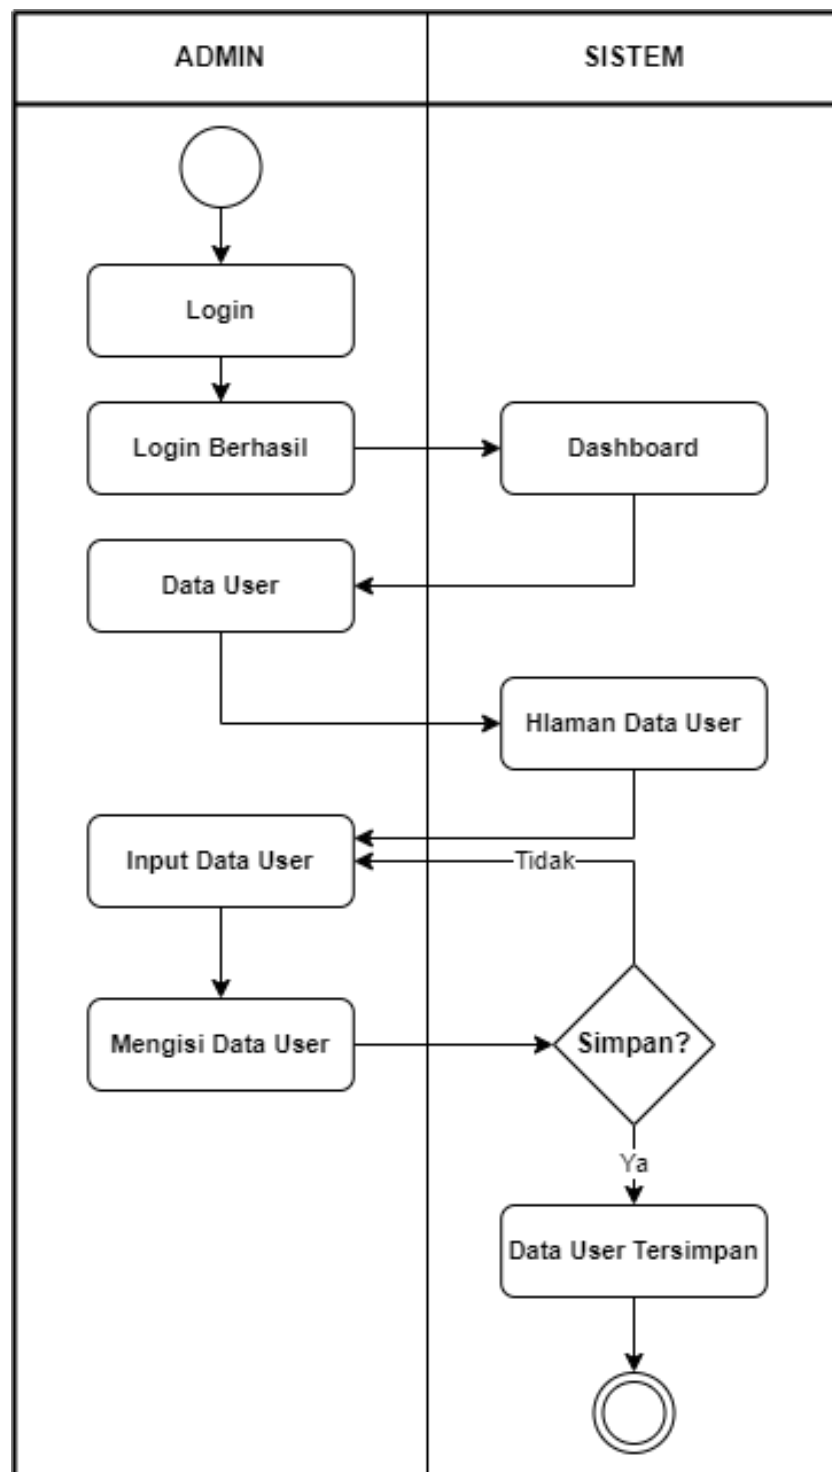 ADMIN
SISTEM
Login
Login Berhasil
Dashboard
Data User
Hlaman Data User
Input Data User
Tidak
Mengisi Data User
Simpan?
Ya
Data User Tersimpan